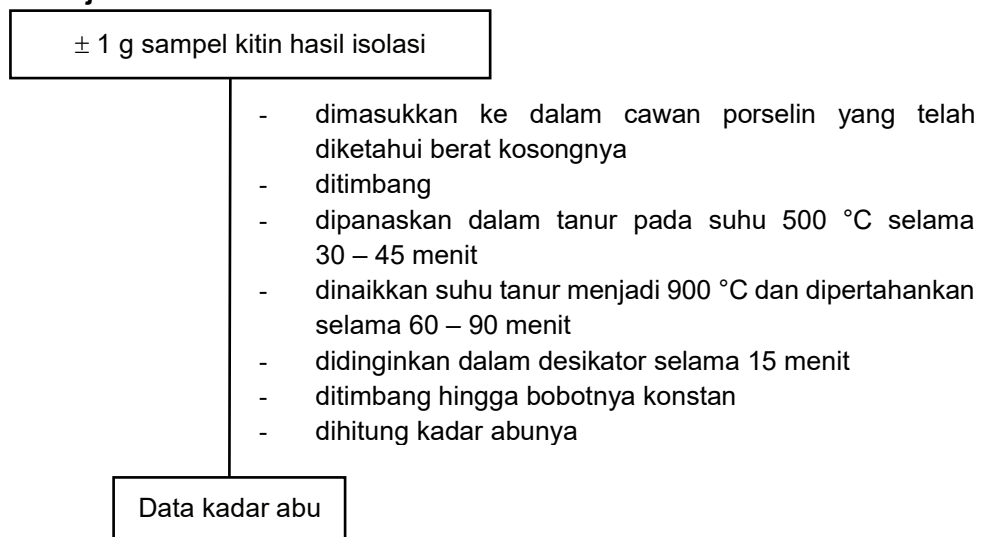 ± 1 g sampel kitin hasil isolasi
- dimasukkan ke dalam cawan porselin yang telah
diketahui berat kosongnya
- ditimbang
- dipanaskan dalam tanur pada suhu 500 °C selama
30 – 45 menit
- dinaikkan suhu tanur menjadi 900 °C dan dipertahankan
selama 60 – 90 menit
- didinginkan dalam desikator selama 15 menit
- ditimbang hingga bobotnya konstan
- dihitung kadar abunya
Data kadar abu